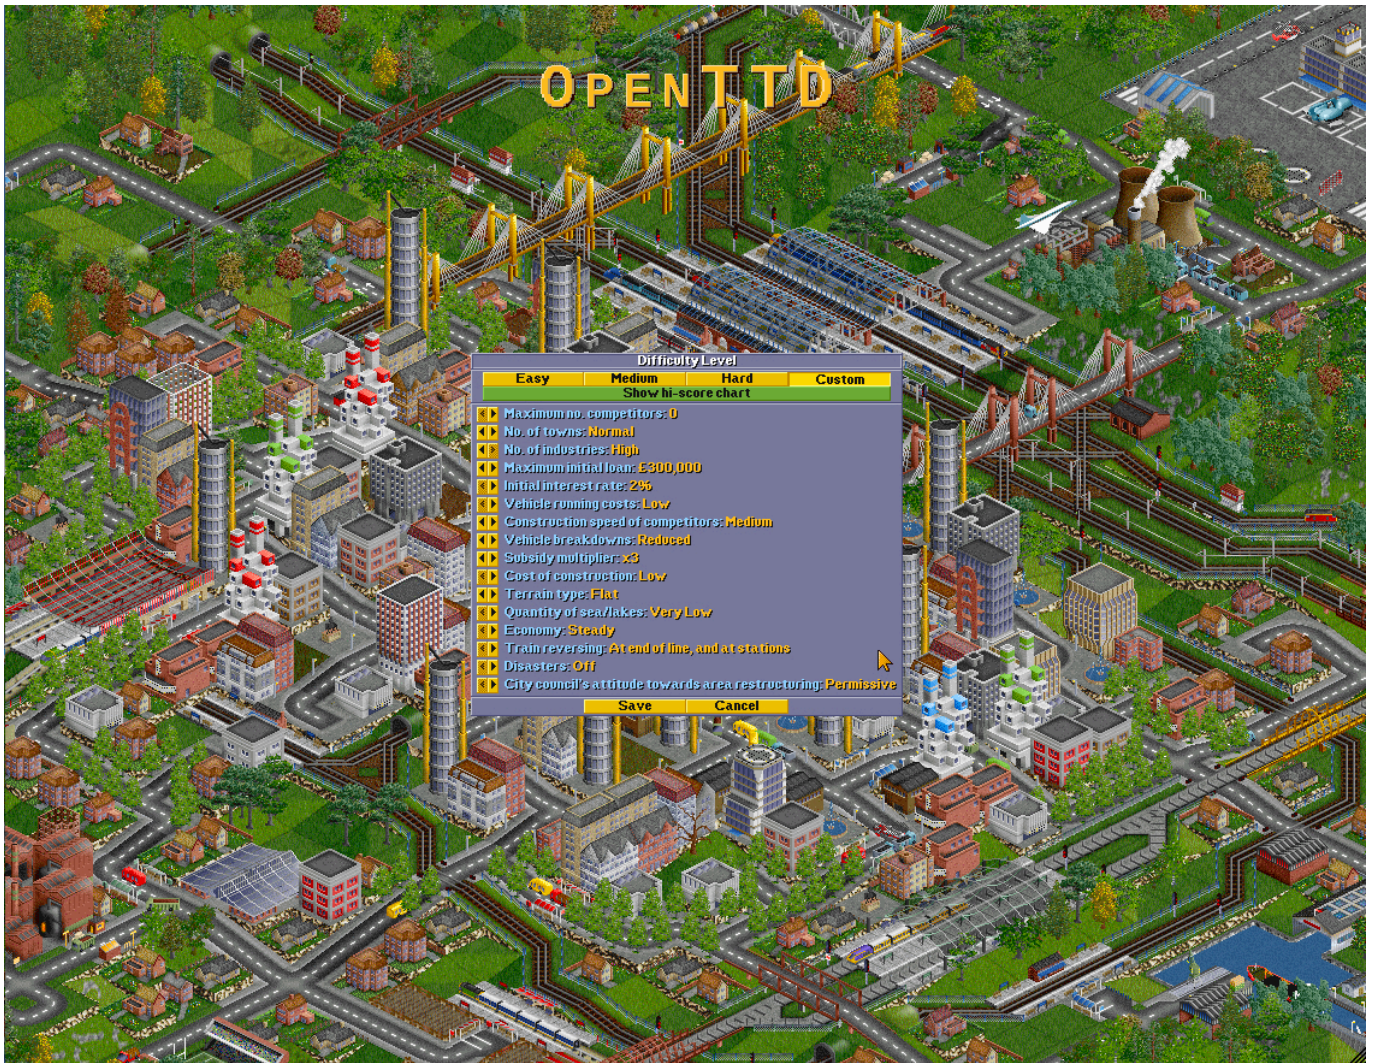 OPENTTD
Difficulty Level
Easy Medium Hard Custom
Show hi-score chart
Maximum no. competitors: 0
No. of towns: Normal
No. of industries: High
Maximum initial loan: £300,000
Initial interest rate: 2%
Vehicle running costs: Low
Construction speed of competitors: Medium
Vehicle breakdowns: Reduced
Subsidy multiplier: x3
Cost of construction: Low
Terrain type: Flat
Quantity of sea/lakes: Very Low
Economy: Steady
Train reversing: At end of line, and at stations
Disasters: Off
City council's attitude towards area restructuring: Permissive
Save Cancel